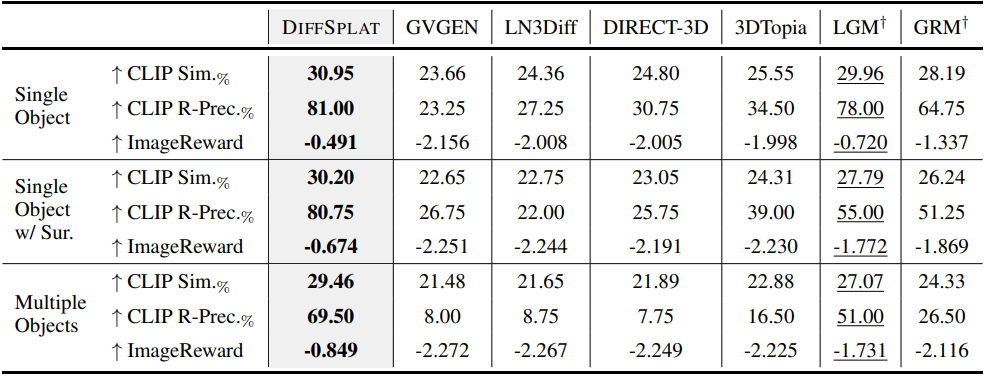 DIFFSPLAT GVGEN LN3Diff DIRECT-3D 3DTopia LGM† GRM†
Single Object
↑ CLIP Sim.% 30.95 23.66 24.36 24.80 25.55 29.96 28.19
↑ CLIP R-Prec.% 81.00 23.25 27.25 30.75 34.50 78.00 64.75
↑ ImageReward -0.491 -2.156 -2.008 -2.005 -1.998 -0.720 -1.337
Single Object w/ Sur.
↑ CLIP Sim.% 30.20 22.65 22.75 23.05 24.31 27.79 26.24
↑ CLIP R-Prec.% 80.75 26.75 22.00 25.75 39.00 55.00 51.25
↑ ImageReward -0.674 -2.251 -2.244 -2.191 -2.230 -1.772 -1.869
Multiple Objects
↑ CLIP Sim.% 29.46 21.48 21.65 21.89 22.88 27.07 24.33
↑ CLIP R-Prec.% 69.50 8.00 8.75 7.75 16.50 51.00 26.50
↑ ImageReward -0.849 -2.272 -2.267 -2.249 -2.225 -1.731 -2.116